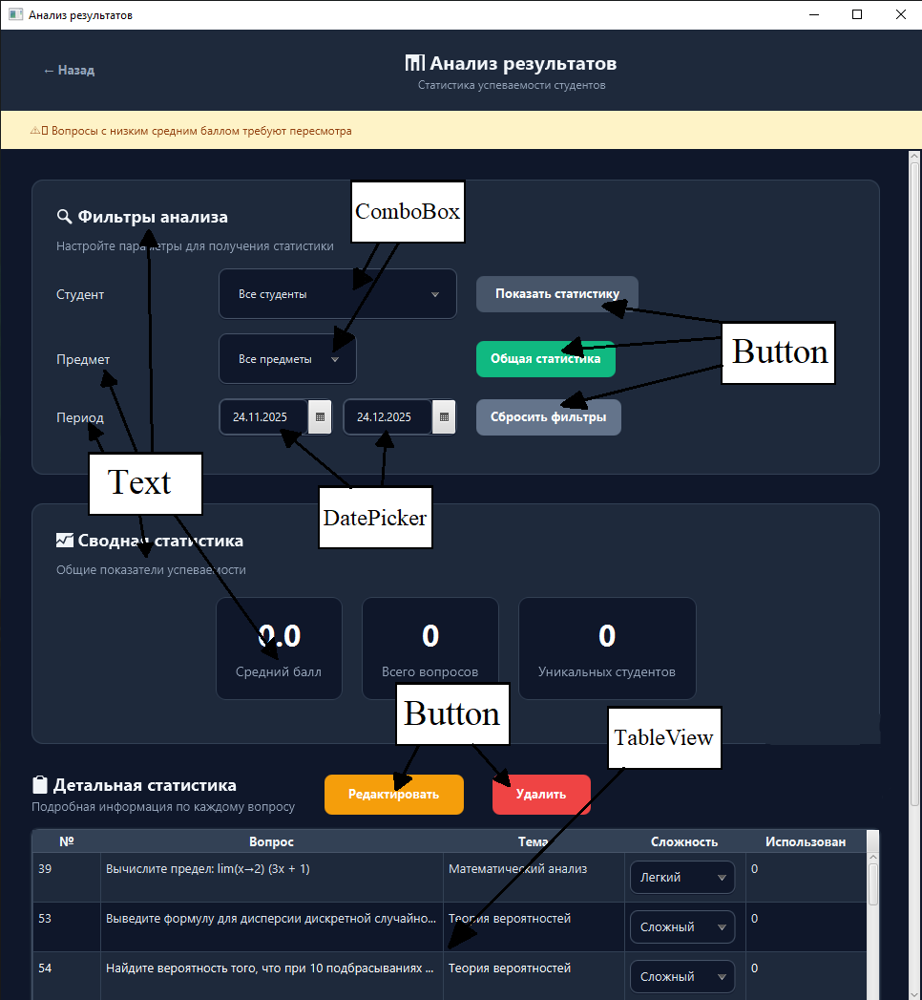 Анализ результатов
← Назад
Анализ результатов
Статистика успеваемости студентов
⚠ Вопросы с низким средним баллом требуют пересмотра
ComboBox
Фильтры анализа
Настройте параметры для получения статистики
Студент
Все студенты
Показать статистику
Button
Предмет
Все предметы
Общая статистика
Период
24.11.2025
24.12.2025
Сбросить фильтры
Text
DatePicker
Сводная статистика
Общие показатели успеваемости
0.0
0
0
Средний балл
Всего вопросов
Уникальных студентов
Button
TableView
Детальная статистика
Подробная информация по каждому вопросу
Редактировать
Удалить
№ Вопрос Тема Сложность Использован
39 Вычислите предел: lim(x→2) (3x + 1) Математический анализ Легкий 0
53 Выведите формулу для дисперсии дискретной случайно... Теория вероятностей Сложный 0
54 Найдите вероятность того, что при 10 подбрасываниях ... Теория вероятностей Сложный 0